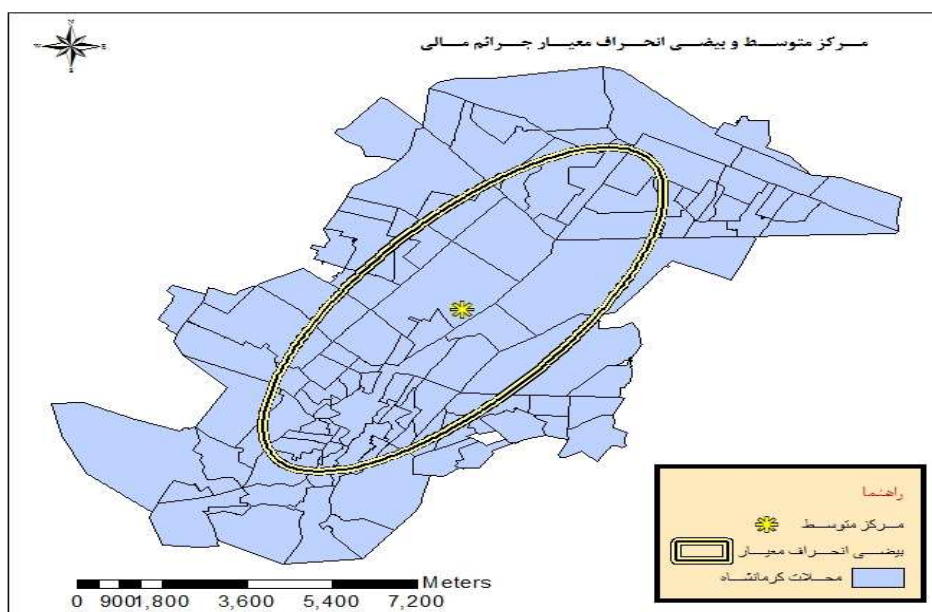 مرکز متوسط و بیضی انحراف معیار جرائم مالی
راهنما
مرکز متوسط
بیضی انحراف معیار
محلات کرمانشاه
Meters
0 900 1,800 3,600 5,400 7,200